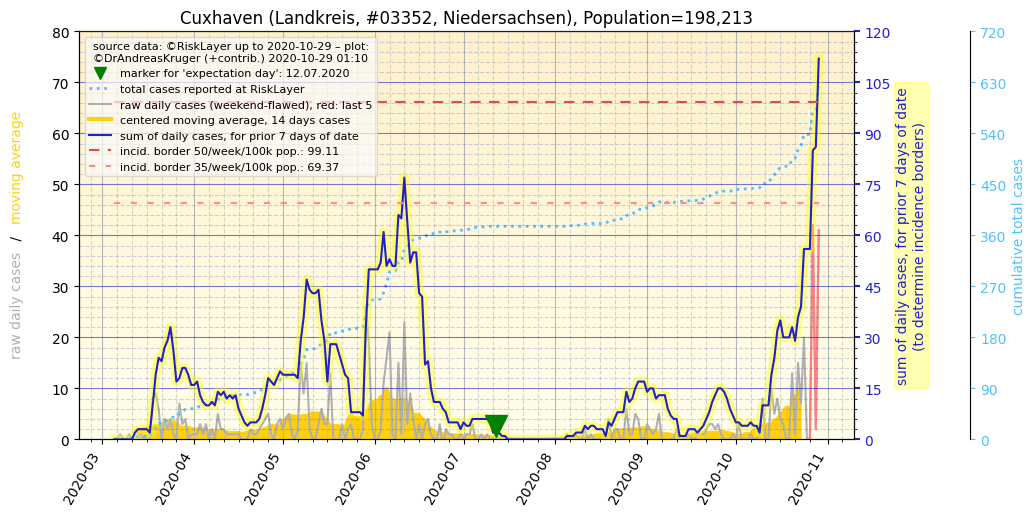 Cuxhaven (Landkreis, #03352, Niedersachsen), Population=198,213
source data: ©RiskLayer up to 2020-10-29 – plot:
©DrAndreasKruger (+contrib.) 2020-10-29 01:10
marker for 'expectation day': 12.07.2020
total cases reported at RiskLayer
raw daily cases (weekend-flawed), red: last 5
centered moving average, 14 days cases
sum of daily cases, for prior 7 days of date
incid. border 50/week/100k pop.: 99.11
incid. border 35/week/100k pop.: 69.37
raw daily cases / moving average
80
70
60
50
40
30
20
10
0
2020-03
2020-04
2020-05
2020-06
2020-07
2020-08
2020-09
2020-10
2020-11
120
105
90
75
60
45
30
15
0
sum of daily cases, for prior 7 days of date
(to determine incidence borders)
720
630
540
450
360
270
180
90
0
cumulative total cases